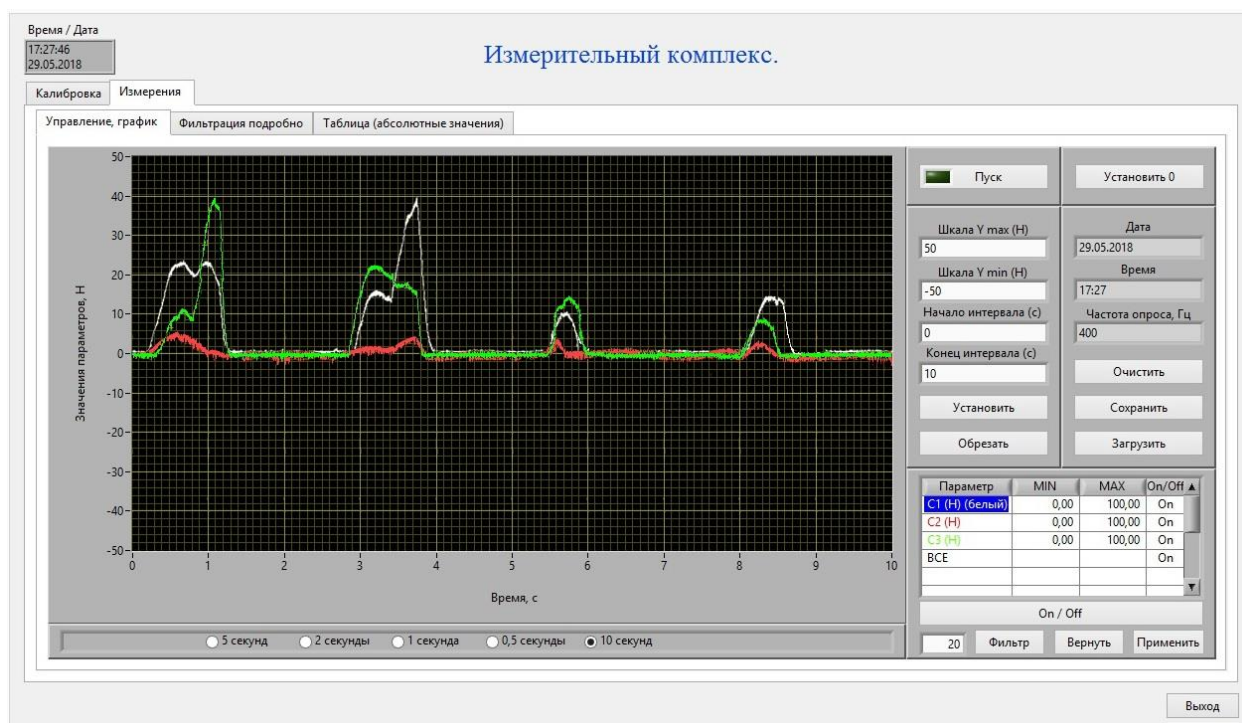 Время / Дата
17:27:46
29.05.2018
Измерительный комплекс.
Калибровка Измерения
Управление, график Фильтрация подробно Таблица (абсолютные значения)
Значения параметров, Н
50
40
30
20
10
0
-10
-20
-30
-40
-50
0 1 2 3 4 5 6 7 8 9 10
Время, с
5 секунд 2 секунды 1 секунда 0,5 секунды 10 секунд
Пуск
Установить 0
Шкала Y max (Н)
50
Шкала Y min (Н)
-50
Начало интервала (с)
0
Конец интервала (с)
10
Установить
Обрезать
Дата
29.05.2018
Время
17:27
Частота опроса, Гц
400
Очистить
Сохранить
Загрузить
Параметр MIN MAX On/Off
C1 (Н) (белый) 0,00 100,00 On
C2 (Н) 0,00 100,00 On
C3 (Н) 0,00 100,00 On
ВСЕ On
On / Off
20 Фильтр Вернуть Применить
Выход